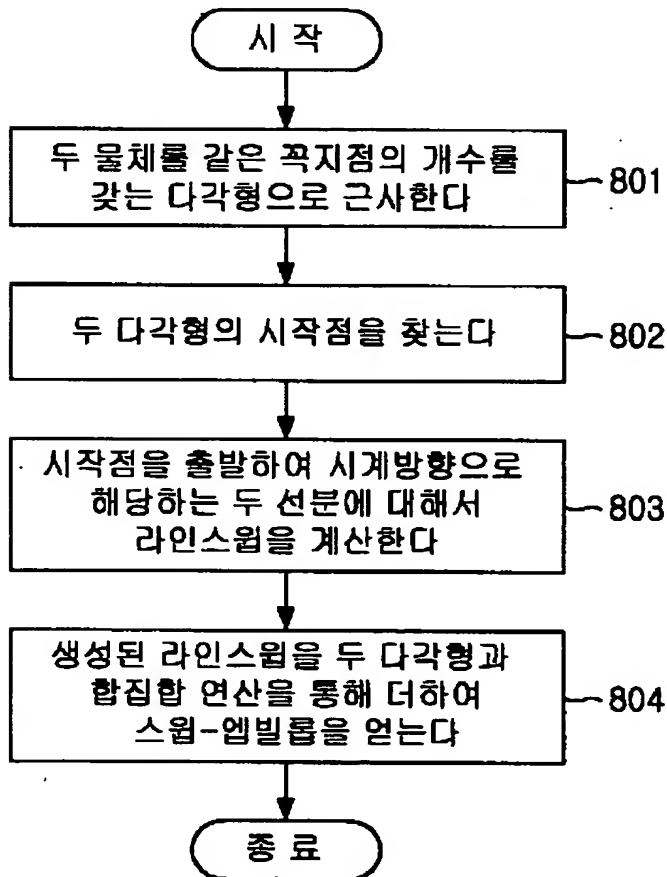 시 작
두 물체를 같은 꼭지점의 개수를
갖는 다각형으로 근사한다
801
두 다각형의 시작점을 찾는다
802
시작점을 출발하여 시계방향으로
해당하는 두 선분에 대해서
라인스윕을 계산한다
803
생성된 라인스윕을 두 다각형과
합집합 연산을 통해 더하여
스윕-엔빌롭을 얻는다
804
종 료